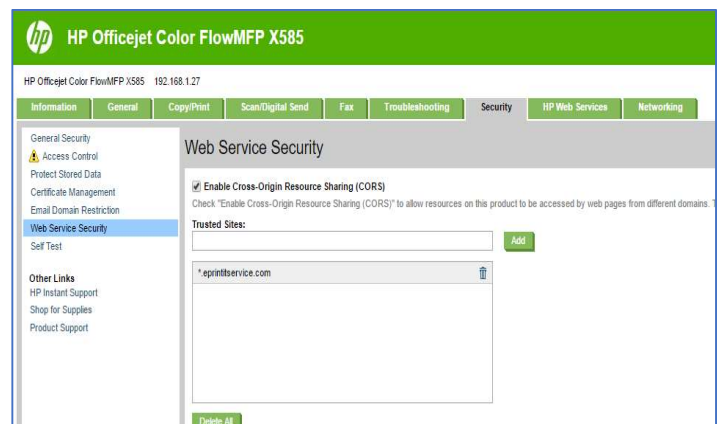 hp HP Officejet Color FlowMFP X585
HP Officejet Color FlowMFP X585 192.168.1.27
Information General Copy/Print Scan/Digital Send Fax Troubleshooting Security HP Web Services Networking
General Security
Access Control
Protect Stored Data
Certificate Management
Email Domain Restriction
Web Service Security
Self Test
Other Links
HP Instant Support
Shop for Supplies
Product Support
Web Service Security
Enable Cross-Origin Resource Sharing (CORS)
Check "Enable Cross-Origin Resource Sharing (CORS)" to allow resources on this product to be accessed by web pages from different domains. T
Trusted Sites:
Add
*.eprintitservice.com
Delete All